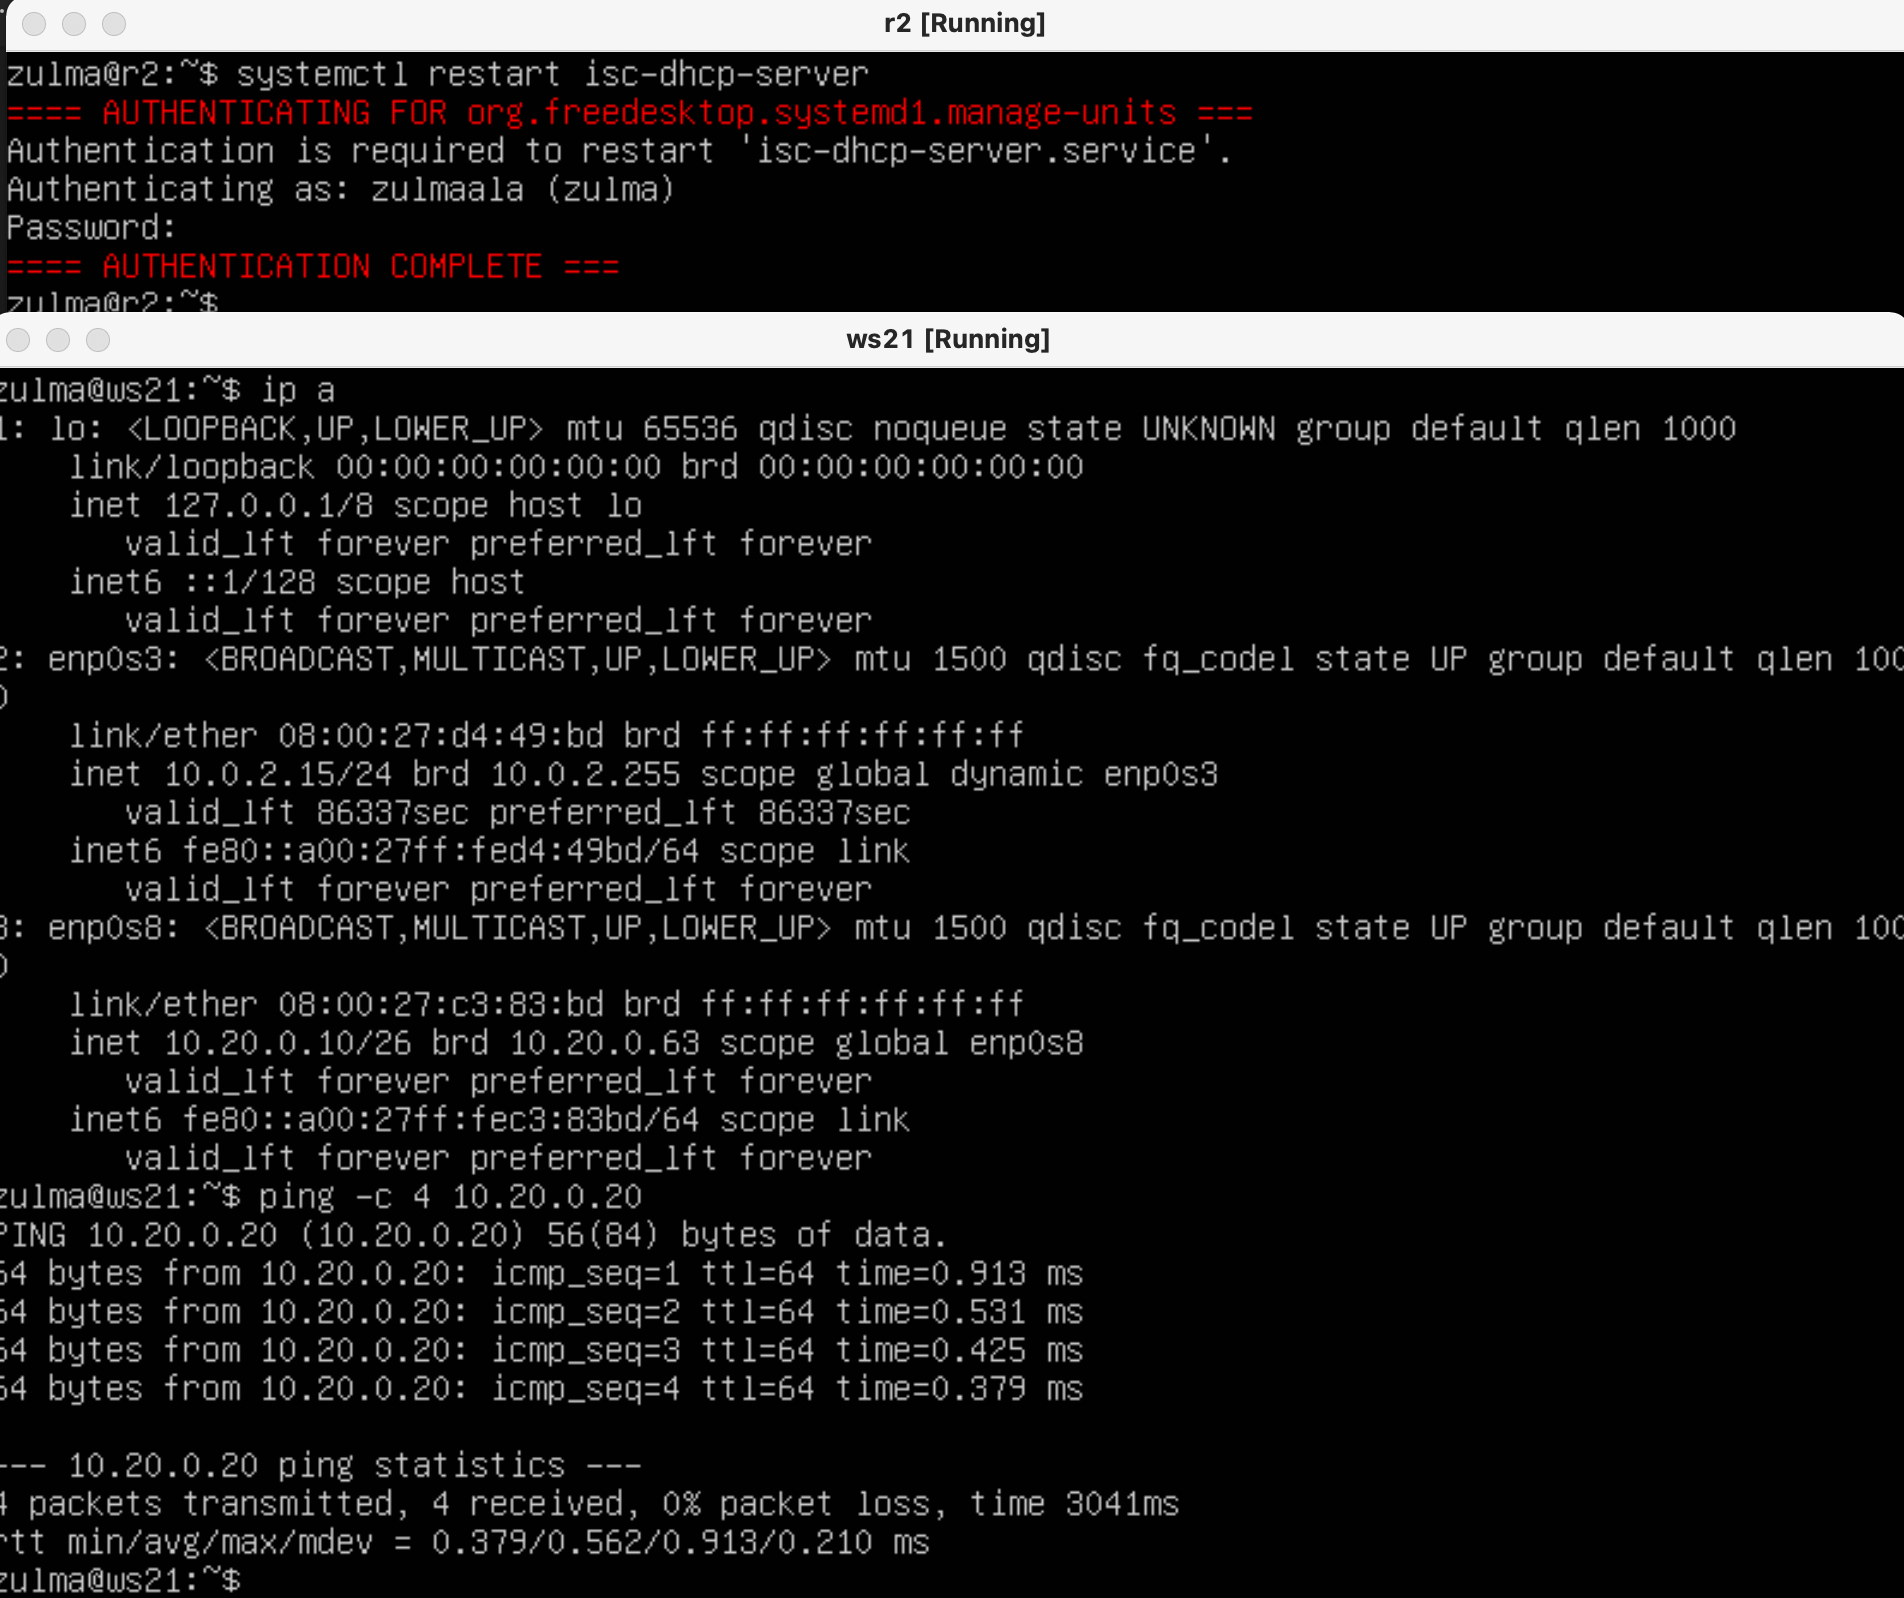 r2 [Running]
zulma@r2:~$ systemctl restart isc-dhcp-server
==== AUTHENTICATING FOR org.freedesktop.systemd1.manage-units ===
Authentication is required to restart 'isc-dhcp-server.service'.
Authenticating as: zulmaala (zulma)
Password:
==== AUTHENTICATION COMPLETE ===
zulma@r2:~$
ws21 [Running]
zulma@ws21:~$ ip a
1: lo: <LOOPBACK,UP,LOWER_UP> mtu 65536 qdisc noqueue state UNKNOWN group default qlen 1000
link/loopback 00:00:00:00:00:00 brd 00:00:00:00:00:00
inet 127.0.0.1/8 scope host lo
valid_lft forever preferred_lft forever
inet6 ::1/128 scope host
valid_lft forever preferred_lft forever
2: enp0s3: <BROADCAST,MULTICAST,UP,LOWER_UP> mtu 1500 qdisc fq_codel state UP group default qlen 100
0
link/ether 08:00:27:d4:49:bd brd ff:ff:ff:ff:ff:ff
inet 10.0.2.15/24 brd 10.0.2.255 scope global dynamic enp0s3
valid_lft 86337sec preferred_lft 86337sec
inet6 fe80::a00:27ff:fed4:49bd/64 scope link
valid_lft forever preferred_lft forever
3: enp0s8: <BROADCAST,MULTICAST,UP,LOWER_UP> mtu 1500 qdisc fq_codel state UP group default qlen 100
0
link/ether 08:00:27:c3:83:bd brd ff:ff:ff:ff:ff:ff
inet 10.20.0.10/26 brd 10.20.0.63 scope global enp0s8
valid_lft forever preferred_lft forever
inet6 fe80::a00:27ff:fec3:83bd/64 scope link
valid_lft forever preferred_lft forever
zulma@ws21:~$ ping -c 4 10.20.0.20
PING 10.20.0.20 (10.20.0.20) 56(84) bytes of data.
64 bytes from 10.20.0.20: icmp_seq=1 ttl=64 time=0.913 ms
64 bytes from 10.20.0.20: icmp_seq=2 ttl=64 time=0.531 ms
64 bytes from 10.20.0.20: icmp_seq=3 ttl=64 time=0.425 ms
64 bytes from 10.20.0.20: icmp_seq=4 ttl=64 time=0.379 ms
--- 10.20.0.20 ping statistics ---
4 packets transmitted, 4 received, 0% packet loss, time 3041ms
rtt min/avg/max/mdev = 0.379/0.562/0.913/0.210 ms
zulma@ws21:~$